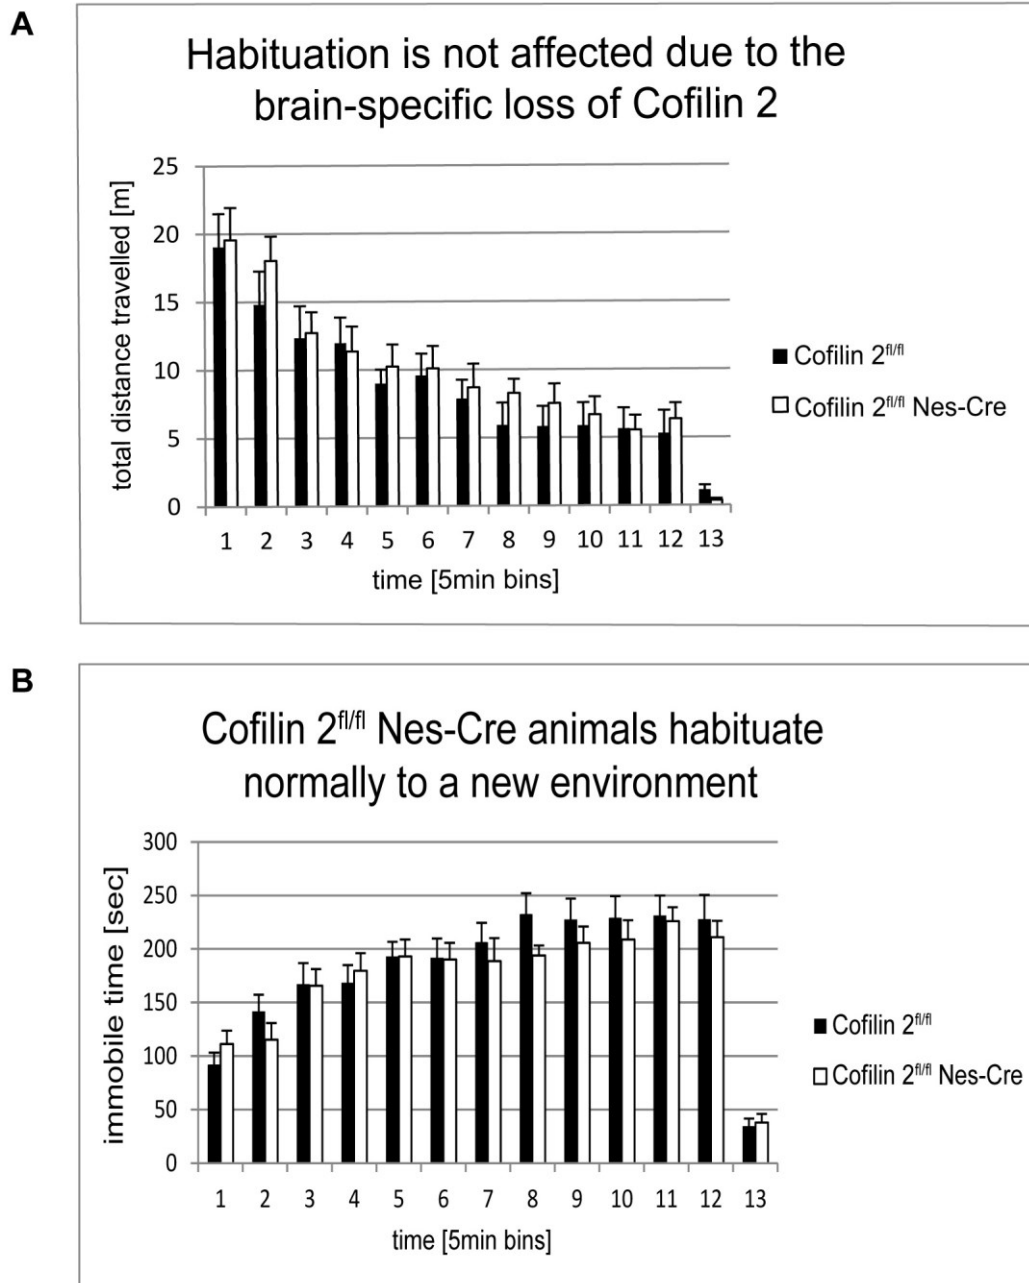 A
Habituation is not affected due to the
brain-specific loss of Cofilin 2
total distance travelled [m]
25
20
15
10
5
0
1 2 3 4 5 6 7 8 9 10 11 12 13
time [5min bins]
Cofilin 2fl/fl
Cofilin 2fl/fl Nes-Cre
B
Cofilin 2fl/fl Nes-Cre animals habituate
normally to a new environment
immobile time [sec]
300
250
200
150
100
50
0
1 2 3 4 5 6 7 8 9 10 11 12 13
time [5min bins]
Cofilin 2fl/fl
Cofilin 2fl/fl Nes-Cre